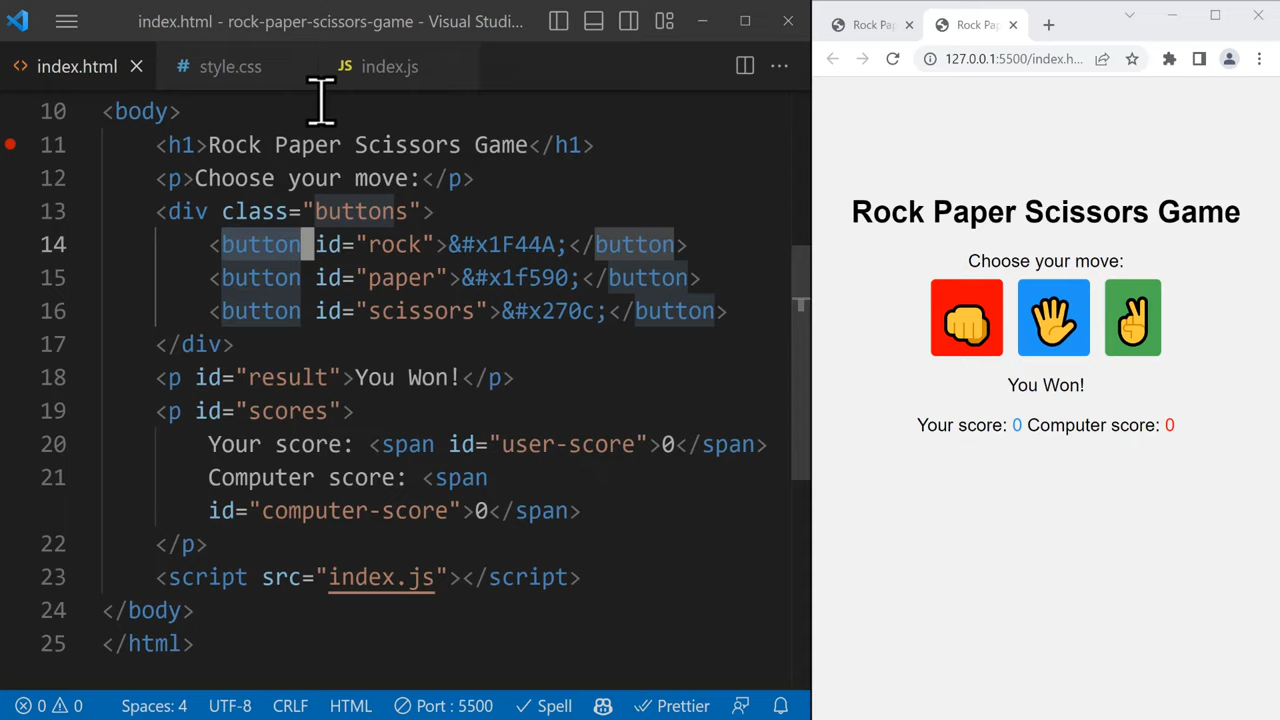 index.html - rock-paper-scissors-game - Visual Studi...
index.html
style.css
JS index.js
10 <body>
11 <h1>Rock Paper Scissors Game</h1>
12 <p>Choose your move:</p>
13 <div class="buttons">
14 <button id="rock">&#x1F44A;</button>
15 <button id="paper">&#x1f590;</button>
16 <button id="scissors">&#x270c;</button>
17 </div>
18 <p id="result">You Won!</p>
19 <p id="scores">
20 Your score: <span id="user-score">0</span>
21 Computer score: <span
id="computer-score">0</span>
22 </p>
23 <script src="index.js"></script>
24 </body>
25 </html>
0 0 Spaces: 4 UTF-8 CRLF HTML Port : 5500 Spell Prettier
Rock Pa
Rock Pa
127.0.0.1:5500/index.h...
Rock Paper Scissors Game
Choose your move:
You Won!
Your score: 0 Computer score: 0